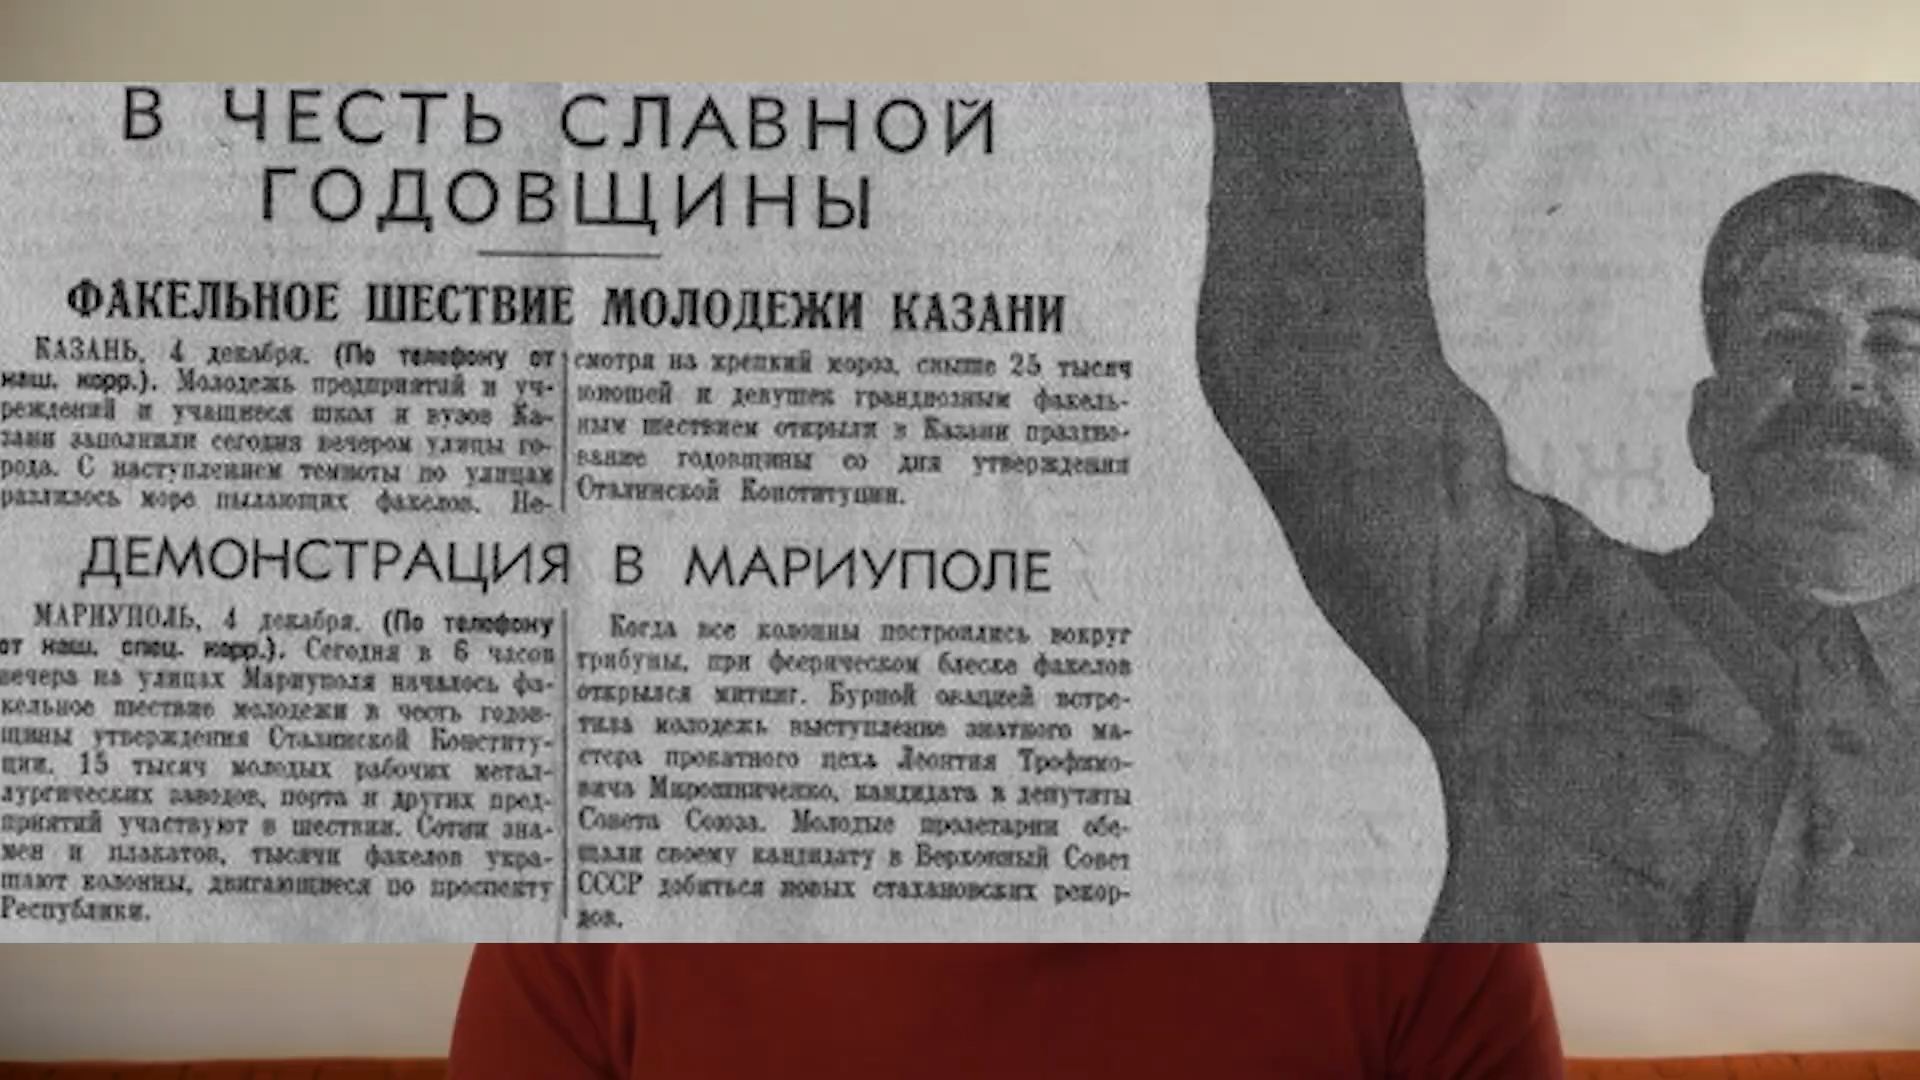 В ЧЕСТЬ СЛАВНОЙ
ГОДОВЩИНЫ
ФАКЕЛЬНОЕ ШЕСТВИЕ МОЛОДЕЖИ КАЗАНИ
КАЗАНЬ, 4 декабря. (По телефону от
наш. корр.). Молодежь предприятий и уч-
реждений и учащиеся школ и вузов Ка-
зани заполнили сегодня вечером улицы го-
рода. С наступлением темноты по улицам
разлилось море пылающих факелов. Не-
смотря на крепкий мороз, свыше 25 тысяч
юношей и девушек грандиозным факель-
ным шествием открыли в Казани праздно-
вание годовщины со дня утверждения
Сталинской Конституции.
ДЕМОНСТРАЦИЯ В МАРИУПОЛЕ
МАРИУПОЛЬ, 4 декабря. (По телефону
от наш. спец. корр.). Сегодня в 6 часов
вечера на улицах Мариуполя началось фа-
кельное шествие молодежи в честь годов-
щины утверждения Сталинской Конститу-
ции. 15 тысяч молодых рабочих метал-
лургических заводов, порта и других пред-
приятий участвуют в шествии. Сотни зна-
мен и плакатов, тысячи факелов укра-
шают колонны, двигающиеся по проспекту
Республики.
Когда все колонны построились вокруг
трибуны, при феерическом блеске факелов
открылся митинг. Бурной овацией встре-
тила молодежь выступление знатного ма-
стера прокатного цеха Леонтия Трофимо-
вича Мирошниченко, кандидата в депутаты
Совета Союза. Молодые пролетарии обе-
щали своему кандидату в Верховный Совет
СССР добиться новых стахановских рекор-
дов.